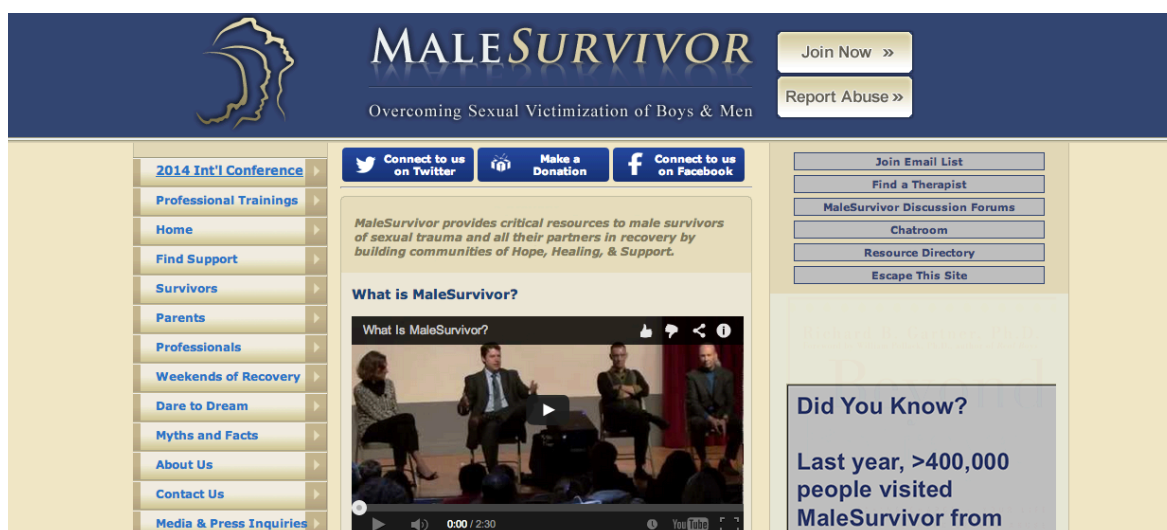 MALESURVIVOR
Overcoming Sexual Victimization of Boys & Men
Join Now »
Report Abuse »
2014 Int'l Conference
Professional Trainings
Home
Find Support
Survivors
Parents
Professionals
Weekends of Recovery
Dare to Dream
Myths and Facts
About Us
Contact Us
Media & Press Inquiries
Connect to us
on Twitter
Make a
Donation
Connect to us
on Facebook
MaleSurvivor provides critical resources to male survivors
of sexual trauma and all their partners in recovery by
building communities of Hope, Healing, & Support.
What is MaleSurvivor?
What Is MaleSurvivor?
0:00 / 2:30
YouTube
Join Email List
Find a Therapist
MaleSurvivor Discussion Forums
Chatroom
Resource Directory
Escape This Site
Beyond
Did You Know?
Last year, >400,000
people visited
MaleSurvivor from